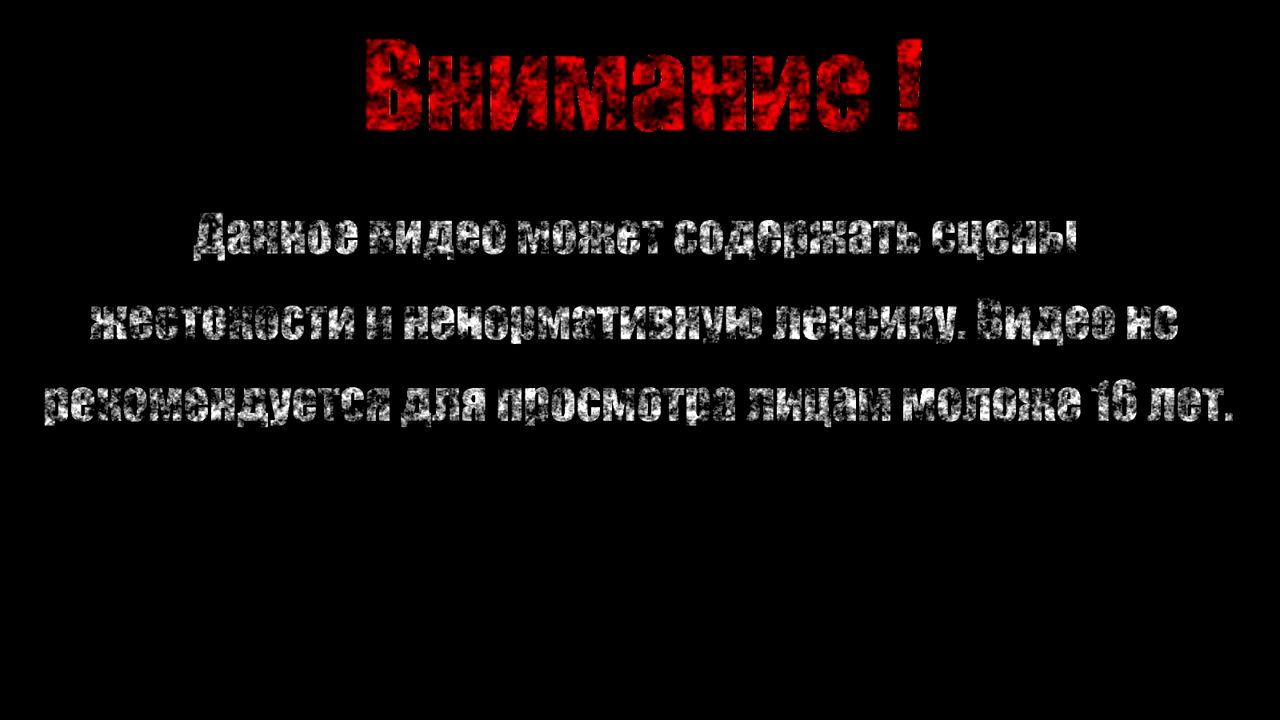 Внимание !
Данное видео может содержать сцены
жестокости и ненормативную лексику. Видео не
рекомендуется для просмотра лицам моложе 16 лет.